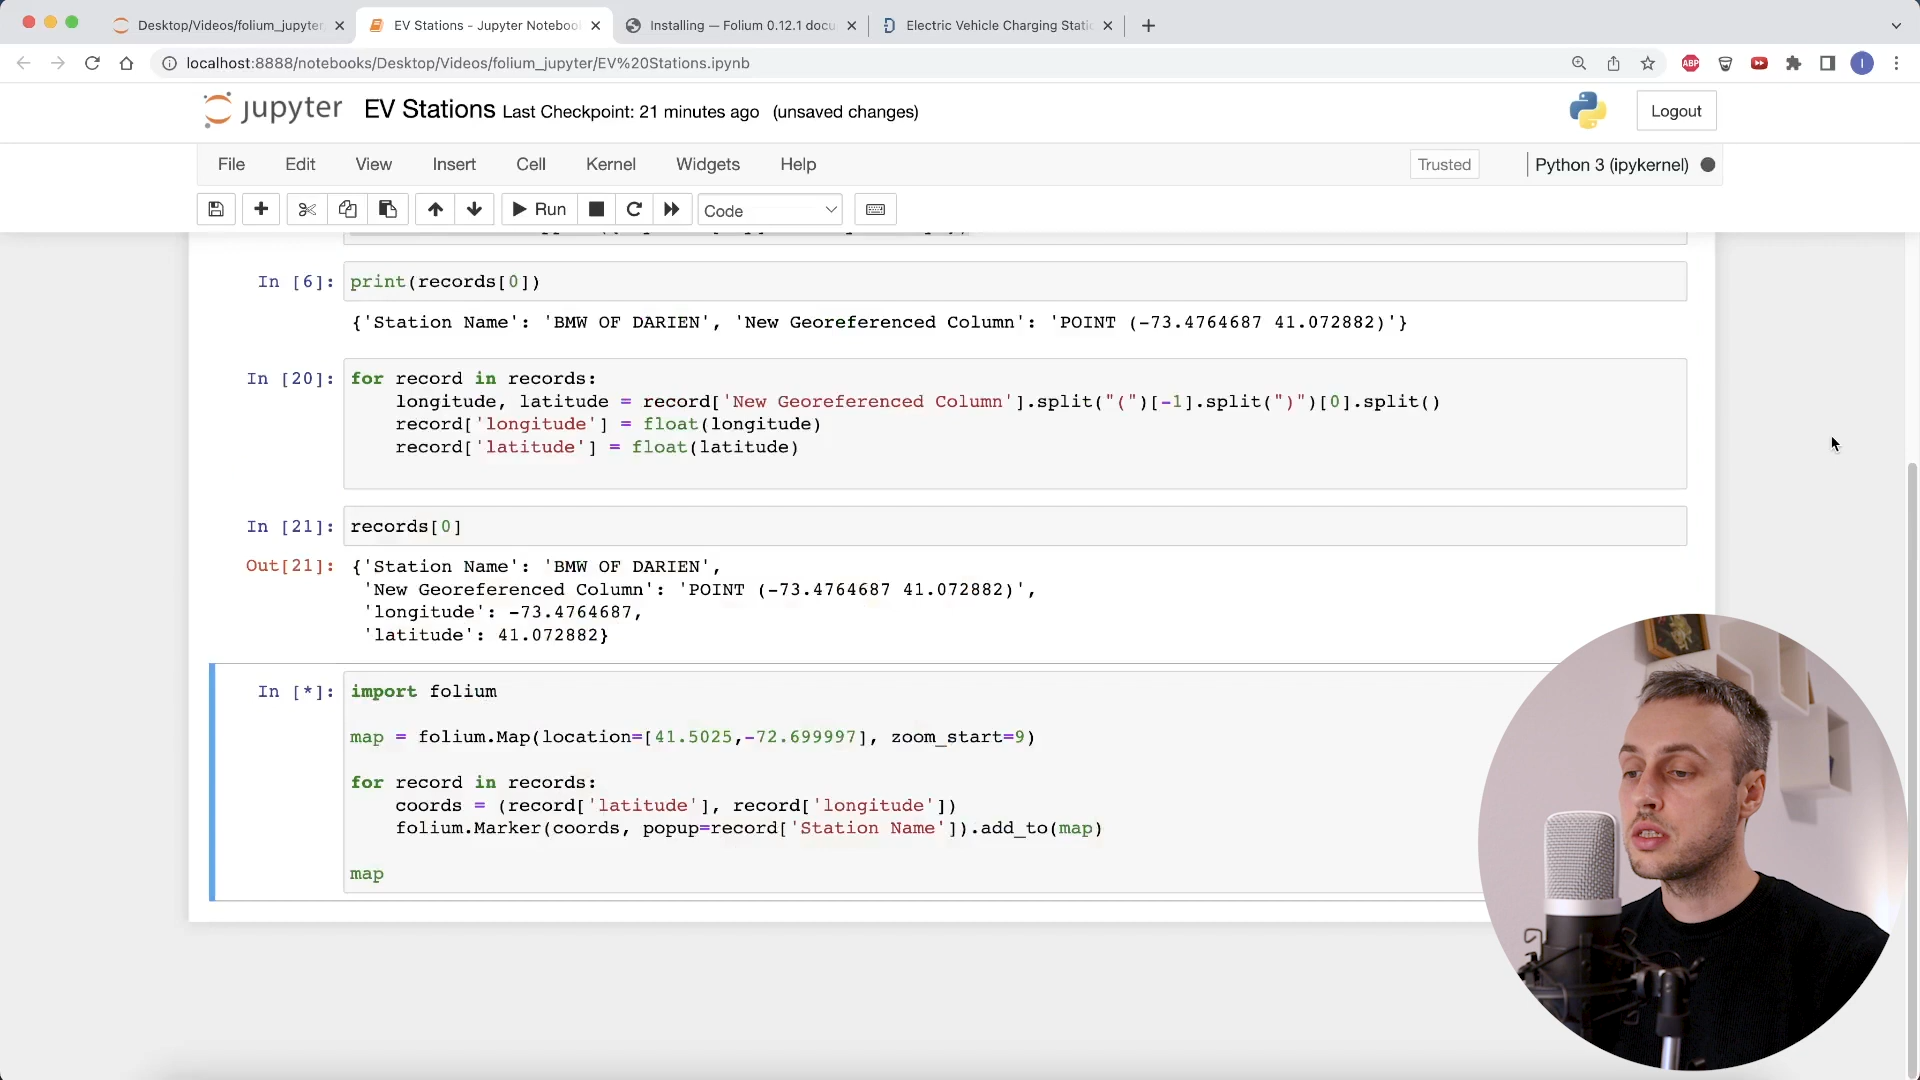 Desktop/Videos/folium_jupyter
EV Stations - Jupyter Noteboo
Installing — Folium 0.12.1 docu
Electric Vehicle Charging Stati
localhost:8888/notebooks/Desktop/Videos/folium_jupyter/EV%20Stations.ipynb
ABP
I
jupyter EV Stations Last Checkpoint: 21 minutes ago (unsaved changes)
Logout
File Edit View Insert Cell Kernel Widgets Help
Trusted
Python 3 (ipykernel)
Run
Code
In [6]: print(records[0])
{'Station Name': 'BMW OF DARIEN', 'New Georeferenced Column': 'POINT (-73.4764687 41.072882)'}
In [20]: for record in records:
longitude, latitude = record['New Georeferenced Column'].split("(")[-1].split(")")[0].split()
record['longitude'] = float(longitude)
record['latitude'] = float(latitude)
In [21]: records[0]
Out[21]: {'Station Name': 'BMW OF DARIEN',
'New Georeferenced Column': 'POINT (-73.4764687 41.072882)',
'longitude': -73.4764687,
'latitude': 41.072882}
In [*]: import folium
map = folium.Map(location=[41.5025,-72.699997], zoom_start=9)
for record in records:
coords = (record['latitude'], record['longitude'])
folium.Marker(coords, popup=record['Station Name']).add_to(map)
map